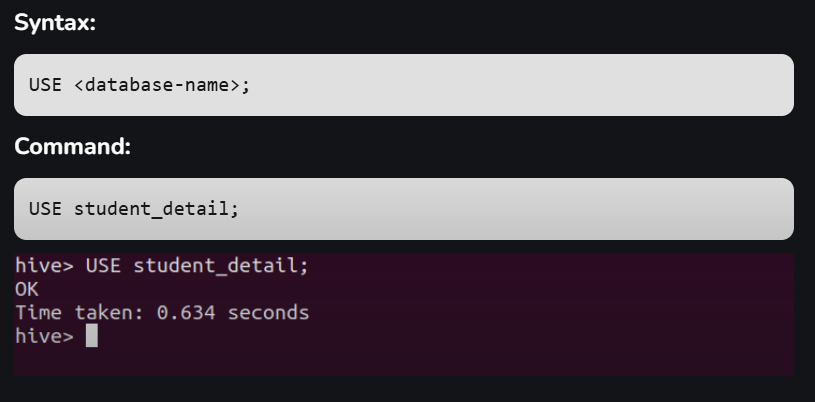 Syntax:
USE <database-name>;
Command:
USE student_detail;
hive> USE student_detail;
OK
Time taken: 0.634 seconds
hive>